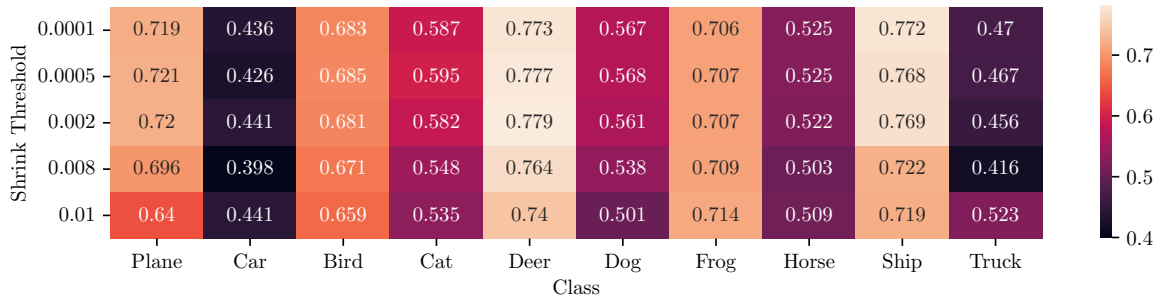 0.0001 0.719 0.436 0.683 0.587 0.773 0.567 0.706 0.525 0.772 0.47
0.0005 0.721 0.426 0.685 0.595 0.777 0.568 0.707 0.525 0.768 0.467
0.002 0.72 0.441 0.681 0.582 0.779 0.561 0.707 0.522 0.769 0.456
0.008 0.696 0.398 0.671 0.548 0.764 0.538 0.709 0.503 0.722 0.416
0.01 0.64 0.441 0.659 0.535 0.74 0.501 0.714 0.509 0.719 0.523
Shrink Threshold
Plane Car Bird Cat Deer Dog Frog Horse Ship Truck
Class
0.7
0.6
0.5
0.4